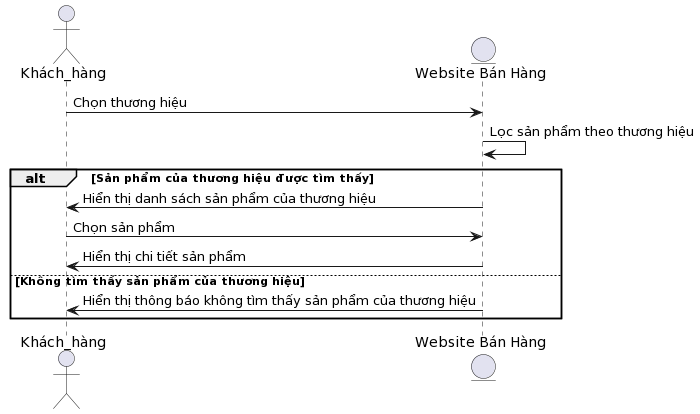 Khách_hàng
Website Bán Hàng
Chọn thương hiệu
Lọc sản phẩm theo thương hiệu
alt [Sản phẩm của thương hiệu được tìm thấy]
Hiển thị danh sách sản phẩm của thương hiệu
Chọn sản phẩm
Hiển thị chi tiết sản phẩm
[Không tìm thấy sản phẩm của thương hiệu]
Hiển thị thông báo không tìm thấy sản phẩm của thương hiệu
Khách_hàng
Website Bán Hàng